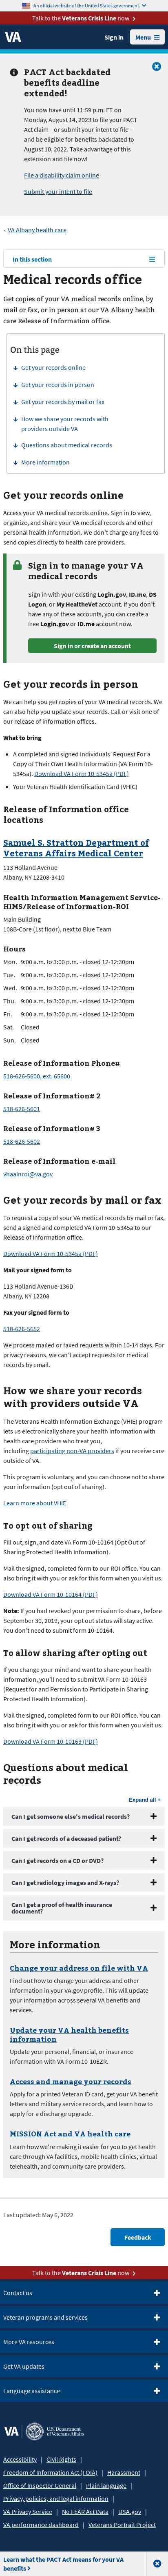 An official website of the United States government.
Talk to the Veterans Crisis Line now
VA
Sign in
Menu
PACT Act backdated
benefits deadline
extended!
You now have until 11:59 p.m. ET on
Monday, August 14, 2023 to file your PACT
Act claim—or submit your intent to file—
and be eligible for benefits backdated to
August 10, 2022. Take advantage of this
extension and file now!
File a disability claim online
Submit your intent to file
VA Albany health care
In this section
Medical records office
Get copies of your VA medical records online, by
mail or fax, or in person at our VA Albany health
care Release of Information office.
On this page
Get your records online
Get your records in person
Get your records by mail or fax
How we share your records with
providers outside VA
Questions about medical records
More information
Get your records online
Access your VA medical records online. Sign in to your
patient health portal account. We don't charge any fees to
send copies directly to health care providers.
Sign in to manage your VA
medical records
Sign in with your existing Login.gov, ID.me, DS
Logon, or My HealtheVet account. If you don't
have any of these accounts, you can create a
free Login.gov or ID.me account now.
Sign in or create an account
Get your records in person
We can help you get copies of your VA medical records. We
can also help you update your address or list if you visit one
of our release of information offices.
What to bring
A completed and signed Individuals' Request For a
Copy of Their Own Health Information (VA Form 10-
5345a). Download VA Form 10-5345a (PDF)
Your Veteran Health Identification Card (VHIC)
Release of Information office
locations
Samuel S. Stratton Department of
Veterans Affairs Medical Center
113 Holland Avenue
Albany, NY 12208-3410
Health Information Management Service-
HIMS/Release of Information-ROI
Main Building
108B-Core (1st floor), next to Blue Team
Hours
Mon. 9:00 a.m. to 3:00 p.m. - closed 12-12:30pm
Tue. 9:00 a.m. to 3:00 p.m. - closed 12-12:30pm
Wed. 9:00 a.m. to 3:00 p.m. - closed 12-12:30pm
Thu. 9:00 a.m. to 3:00 p.m. - closed 12-12:30pm
Fri. 9:00 a.m. to 3:00 p.m. - closed 12-12:30pm
Sat. Closed
Sun. Closed
Release of Information Phone#
518-626-5600, ext. 65600
Release of Information# 2
518-626-5601
Release of Information# 3
518-626-5602
Release of Information e-mail
vhaalnroi@va.gov
Get your records by mail or fax
To request a copy of your VA medical records by mail or fax,
send a signed and completed VA Form 10-5345a to our
Release of Information office.
Download VA Form 10-5345a (PDF)
Mail your signed form to
113 Holland Avenue-136D
Albany, NY 12208
Fax your signed form to
518-626-5652
We process mailed or faxed requests within 10-14 days. For
privacy reasons, we can't accept requests for medical
records by email.
How we share your records
with providers outside VA
The Veterans Health Information Exchange (VHIE) program
lets us electronically share your health information with
including participating non-VA providers if you receive care
outside of VA.
This program is voluntary, and you can choose to stop
sharing your information (opt out of sharing) at any time.
Learn more about VHIE
To opt out of sharing
Fill out, sign, and date VA Form 10-10164 (Opt Out of
Sharing Protected Health Information).
Mail the signed, completed form to our ROI office. You can
also bring it with you or ask for this form when you visit us.
Download VA Form 10-10164 (PDF)
Note: If you had revoked your permission to share, before
September 30, 2019, your opt-out is still in effect. You
don't need to submit form 10-10164.
To allow sharing after opting out
If you change your mind and want to share your health
information, you'll need to submit VA Form 10-10163
(Request for and Permission to Participate in Sharing
Protected Health Information).
Mail the signed, completed form to our ROI office. You can
also bring it with you or ask for this form when you visit us.
Download VA Form 10-10163 (PDF)
Questions about medical
records
Expand all +
Can I get someone else's medical records?
Can I get records of a deceased patient?
Can I get records on a CD or DVD?
Can I get radiology images and X-rays?
Can I get a proof of health insurance
document?
More information
Change your address on file with VA
Find out how to change your address and other
information in your VA.gov profile. This will update
your information across several VA benefits and
services.
Update your VA health benefits
information
Update your personal, financial, or insurance
information with VA Form 10-10EZR.
Access and manage your records
Apply for a printed Veteran ID card, get your VA benefit
letters and medical records, and learn how to apply for
a discharge upgrade.
MISSION Act and VA health care
Learn how we're making it easier for you to get health
care through VA facilities, mobile health clinics, virtual
telehealth, and community care providers.
Last updated: May 6, 2022
Feedback
Talk to the Veterans Crisis Line now
Contact us
Veteran programs and services
More VA resources
Get VA updates
Language assistance
VA U.S. Department of Veterans Affairs
Accessibility | Civil Rights |
Freedom of Information Act (FOIA) | Harassment |
Office of Inspector General | Plain language |
Privacy, policies, and legal information |
VA Privacy Service | No FEAR Act Data | USA.gov |
VA performance dashboard | Veterans Portrait Project
Learn what the PACT Act means for your VA
benefits